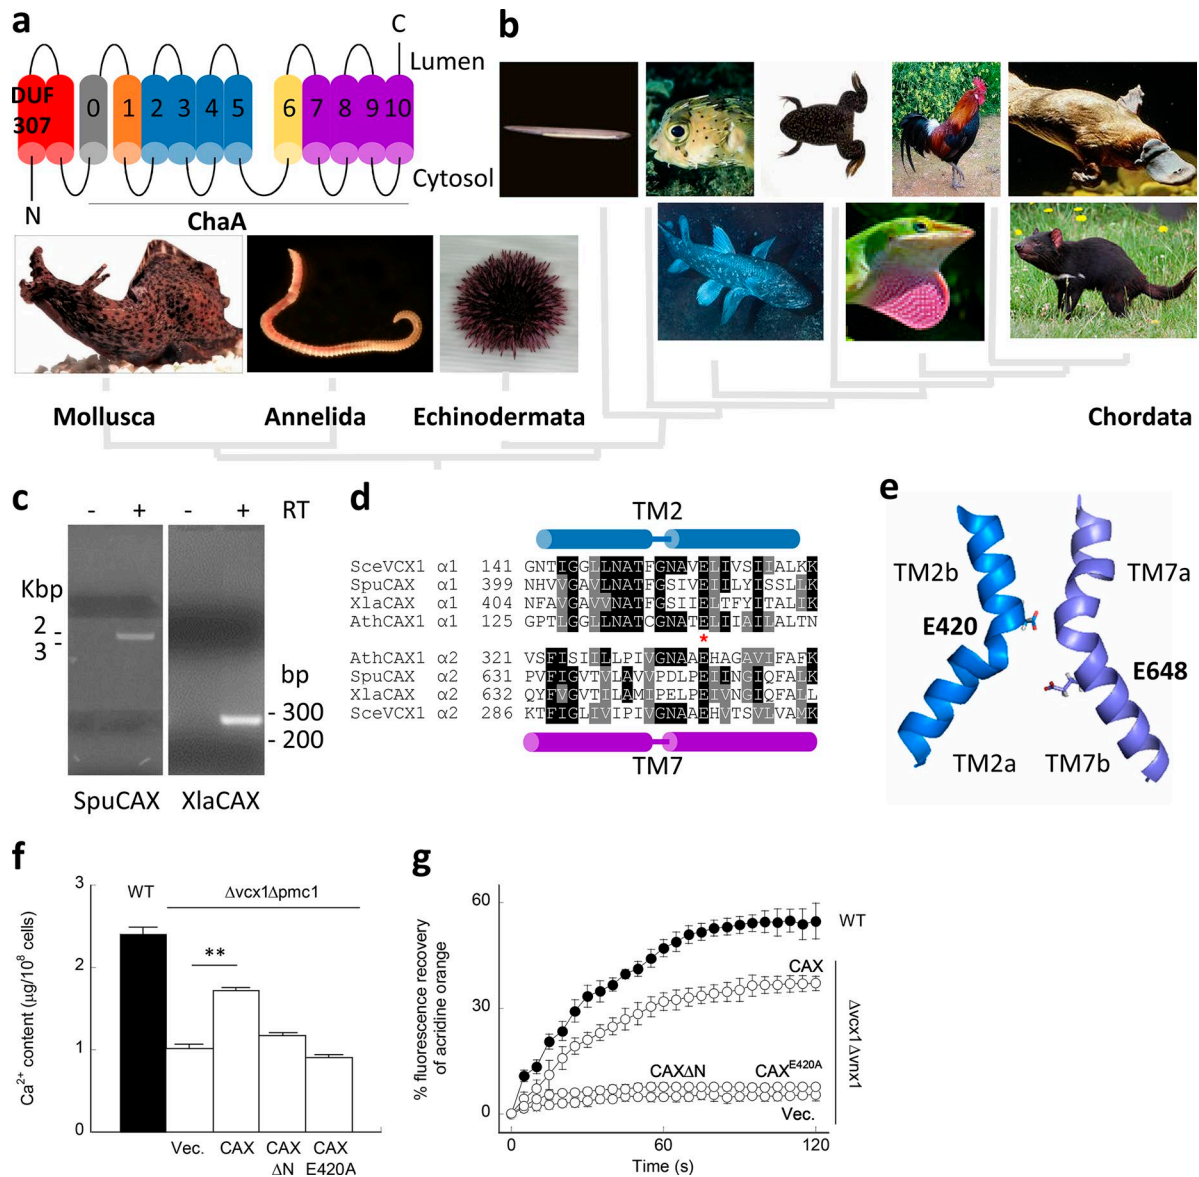 a
C
Lumen
DUF
307
0 1 2 3 4 5 6 7 8 9 10
Cytosol
N
ChaA
b
Mollusca Annelida Echinodermata Chordata
c
- + - + RT
Kbp
2 -
3 -
bp
- 300
- 200
SpuCAX XlaCAX
d
TM2
SceVCX1 α1 141 GNTIGGLLNATFGNAVELIVSIIALKK
SpuCAX α1 399 NHVVGAVLNATFGSIVELILYISSLLK
XlaCAX α1 404 NFAVGAVVNATFGSIIELTFYITALIK
AthCAX1 α1 125 GPTLGGLLNATCGNATELIIAILALTN
*
AthCAX1 α2 321 VSFISIILLPIVGNAAEHAGAVIFAFK
SpuCAX α2 631 PVFIGVTVLAVVPDLPEIINGIQFALK
XlaCAX α2 632 QYFVGVTILAMIPELPEIVNGIQFALL
SceVCX1 α2 286 KTFIGLIVIPIVGNAAEHVTSVLVAMK
TM7
e
TM2b TM7a
E420
E648
TM2a TM7b
f
Ca²⁺ content (µg/10⁸ cells)
3
2
1
0
WT Δvcx1Δpmc1
**
Vec. CAX CAX CAX
ΔN E420A
g
% fluorescence recovery
of acridine orange
60
30
0
WT
CAX
CAXΔN CAXᴱ⁴²⁰ᴬ
Vec.
Δvcx1Δvnx1
0 60 120
Time (s)